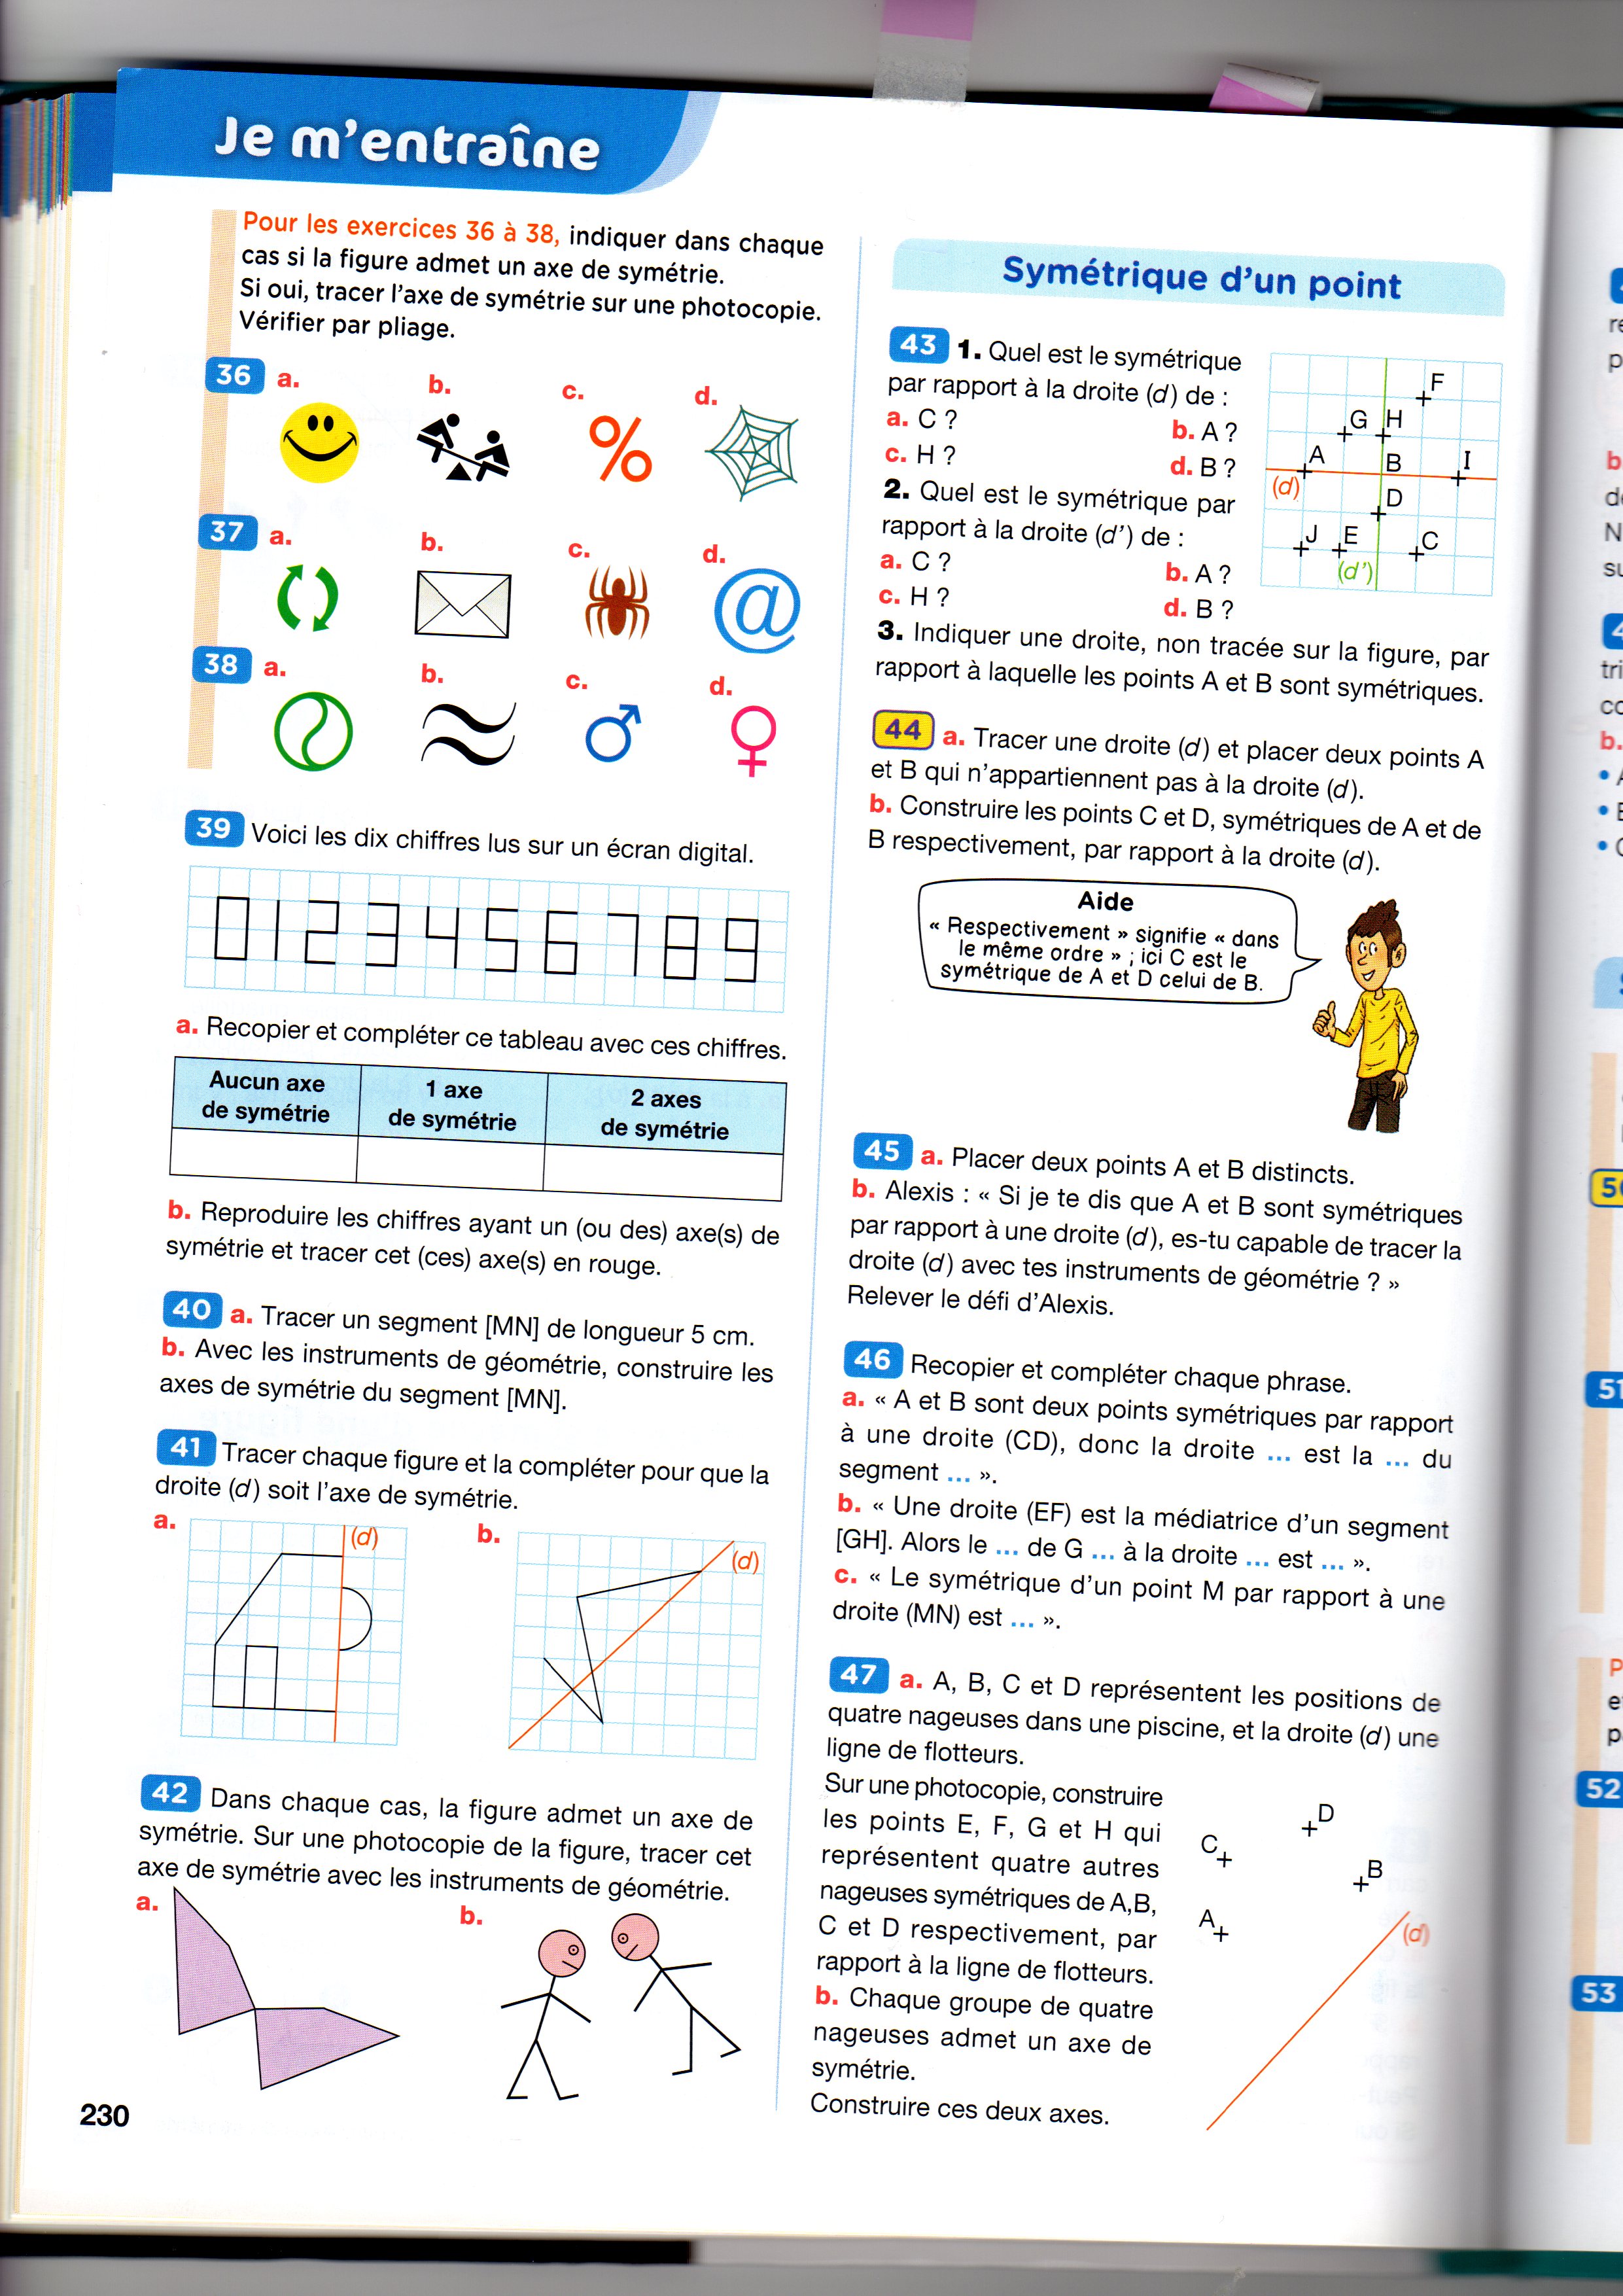 Je m'entraîne
Pour les exercices 36 à 38, indiquer dans chaque
cas si la figure admet un axe de symétrie.
Si oui, tracer l'axe de symétrie sur une photocopie.
Vérifier par pliage.
36 a. b. c. d.
37 a. b. c. d.
38 a. b. c. d.
39 Voici les dix chiffres lus sur un écran digital.
0 1 2 3 4 5 6 7 8 9
a. Recopier et compléter ce tableau avec ces chiffres.
Aucun axe
de symétrie
1 axe
de symétrie
2 axes
de symétrie
b. Reproduire les chiffres ayant un (ou des) axe(s) de
symétrie et tracer cet (ces) axe(s) en rouge.
40 a. Tracer un segment [MN] de longueur 5 cm.
b. Avec les instruments de géométrie, construire les
axes de symétrie du segment [MN].
41 Tracer chaque figure et la compléter pour que la
droite (d) soit l'axe de symétrie.
a. (d) b. (d)
42 Dans chaque cas, la figure admet un axe de
symétrie. Sur une photocopie de la figure, tracer cet
axe de symétrie avec les instruments de géométrie.
a. b.
230
Symétrique d'un point
43 1. Quel est le symétrique
par rapport à la droite (d) de :
a. C ? b. A ?
c. H ? d. B ?
2. Quel est le symétrique par
rapport à la droite (d') de :
a. C ? b. A ?
c. H ? d. B ?
F
G H
A B I
(d) D
J E C
(d')
3. Indiquer une droite, non tracée sur la figure, par
rapport à laquelle les points A et B sont symétriques.
44 a. Tracer une droite (d) et placer deux points A
et B qui n'appartiennent pas à la droite (d).
b. Construire les points C et D, symétriques de A et de
B respectivement, par rapport à la droite (d).
Aide
« Respectivement » signifie « dans
le même ordre » ; ici C est le
symétrique de A et D celui de B.
45 a. Placer deux points A et B distincts.
b. Alexis : « Si je te dis que A et B sont symétriques
par rapport à une droite (d), es-tu capable de tracer la
droite (d) avec tes instruments de géométrie ? »
Relever le défi d'Alexis.
46 Recopier et compléter chaque phrase.
a. « A et B sont deux points symétriques par rapport
à une droite (CD), donc la droite ... est la ... du
segment ... ».
b. « Une droite (EF) est la médiatrice d'un segment
[GH]. Alors le ... de G ... à la droite ... est ... ».
c. « Le symétrique d'un point M par rapport à une
droite (MN) est ... ».
47 a. A, B, C et D représentent les positions de
quatre nageuses dans une piscine, et la droite (d) une
ligne de flotteurs.
Sur une photocopie, construire
les points E, F, G et H qui
représentent quatre autres
nageuses symétriques de A,B,
C et D respectivement, par
rapport à la ligne de flotteurs.
b. Chaque groupe de quatre
nageuses admet un axe de
symétrie.
Construire ces deux axes.
D
C
B
A
(d)
51
52
53